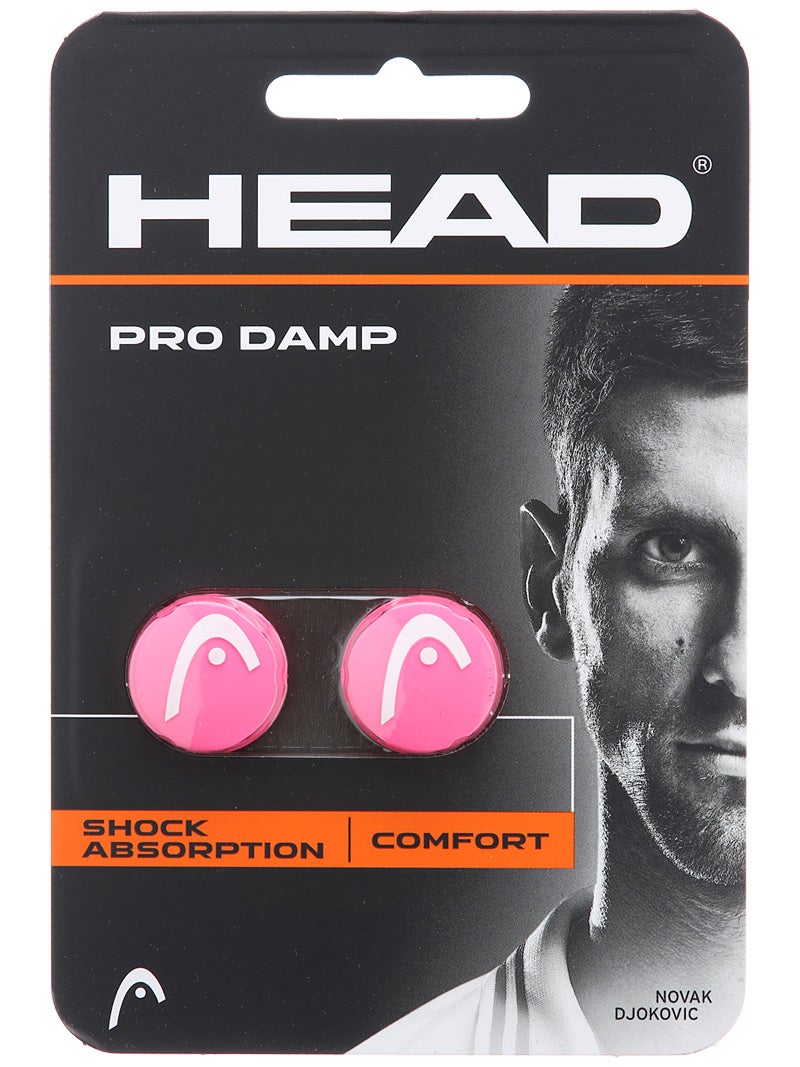 HEAD®
PRO DAMP
SHOCK
ABSORPTION
COMFORT
NOVAK
DJOKOVIC